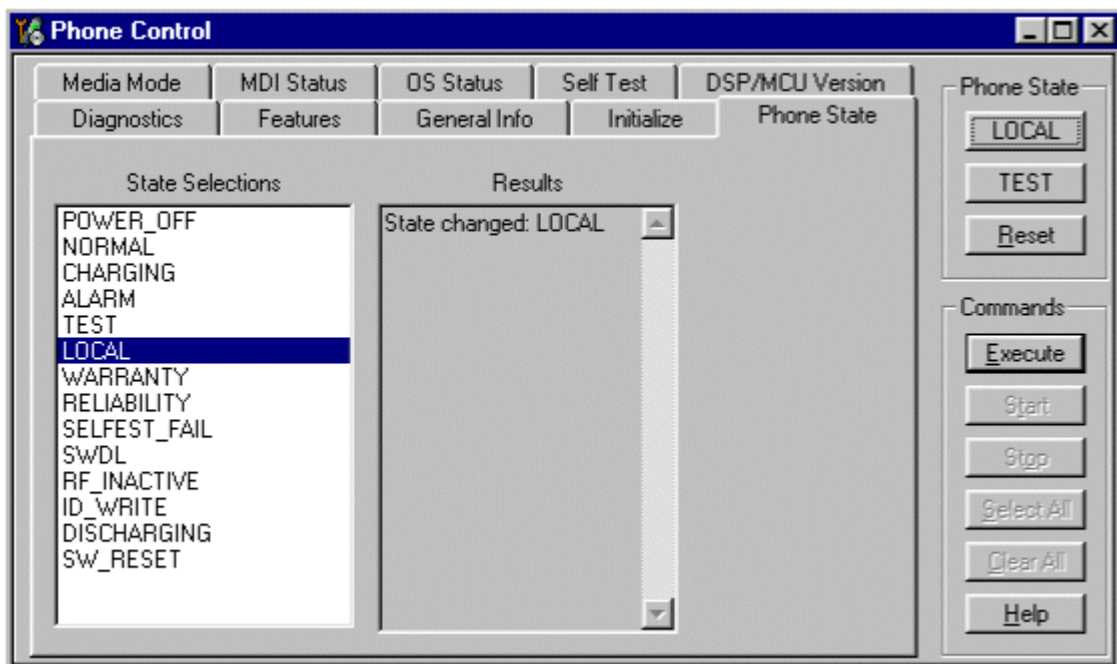 Phone Control
Media Mode MDI Status OS Status Self Test DSP/MCU Version
Diagnostics Features General Info Initialize Phone State
State Selections
POWER_OFF
NORMAL
CHARGING
ALARM
TEST
LOCAL
WARRANTY
RELIABILITY
SELFEST_FAIL
SWDL
RF_INACTIVE
ID_WRITE
DISCHARGING
SW_RESET
Results
State changed: LOCAL
Phone State
LOCAL
TEST
Reset
Commands
Execute
Start
Stop
Select All
Clear All
Help